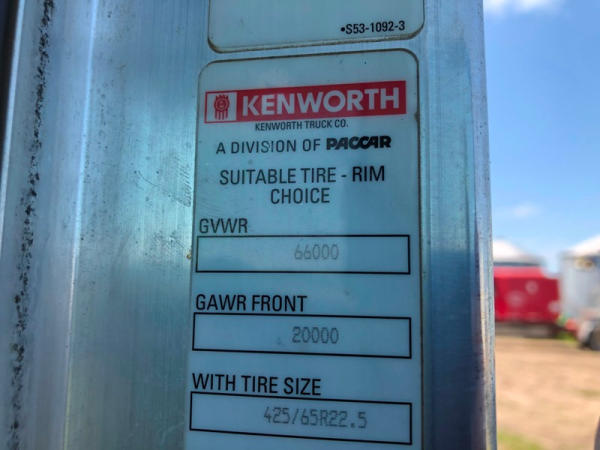 •S53-1092-3
KENWORTH
KENWORTH TRUCK CO.
A DIVISION OF PACCAR
SUITABLE TIRE - RIM
CHOICE
GVWR
66000
GAWR FRONT
20000
WITH TIRE SIZE
425/65R22.5